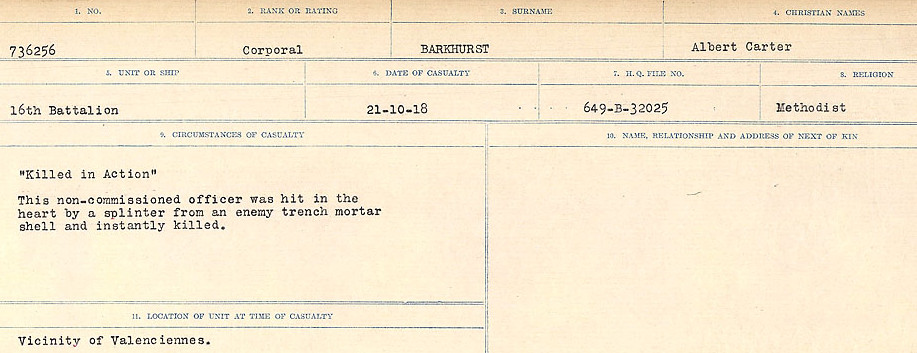 1. NO. 2. RANK OR RATING 3. SURNAME 4. CHRISTIAN NAMES
736256 Corporal BARKHURST Albert Carter
5. UNIT OR SHIP 6. DATE OF CASUALTY 7. H.Q. FILE NO. 8. RELIGION
16th Battalion 21-10-18 649-B-32025 Methodist
9. CIRCUMSTANCES OF CASUALTY 10. NAME, RELATIONSHIP AND ADDRESS OF NEXT OF KIN
"Killed in Action"
This non-commissioned officer was hit in the
heart by a splinter from an enemy trench mortar
shell and instantly killed.
11. LOCATION OF UNIT AT TIME OF CASUALTY
Vicinity of Valenciennes.